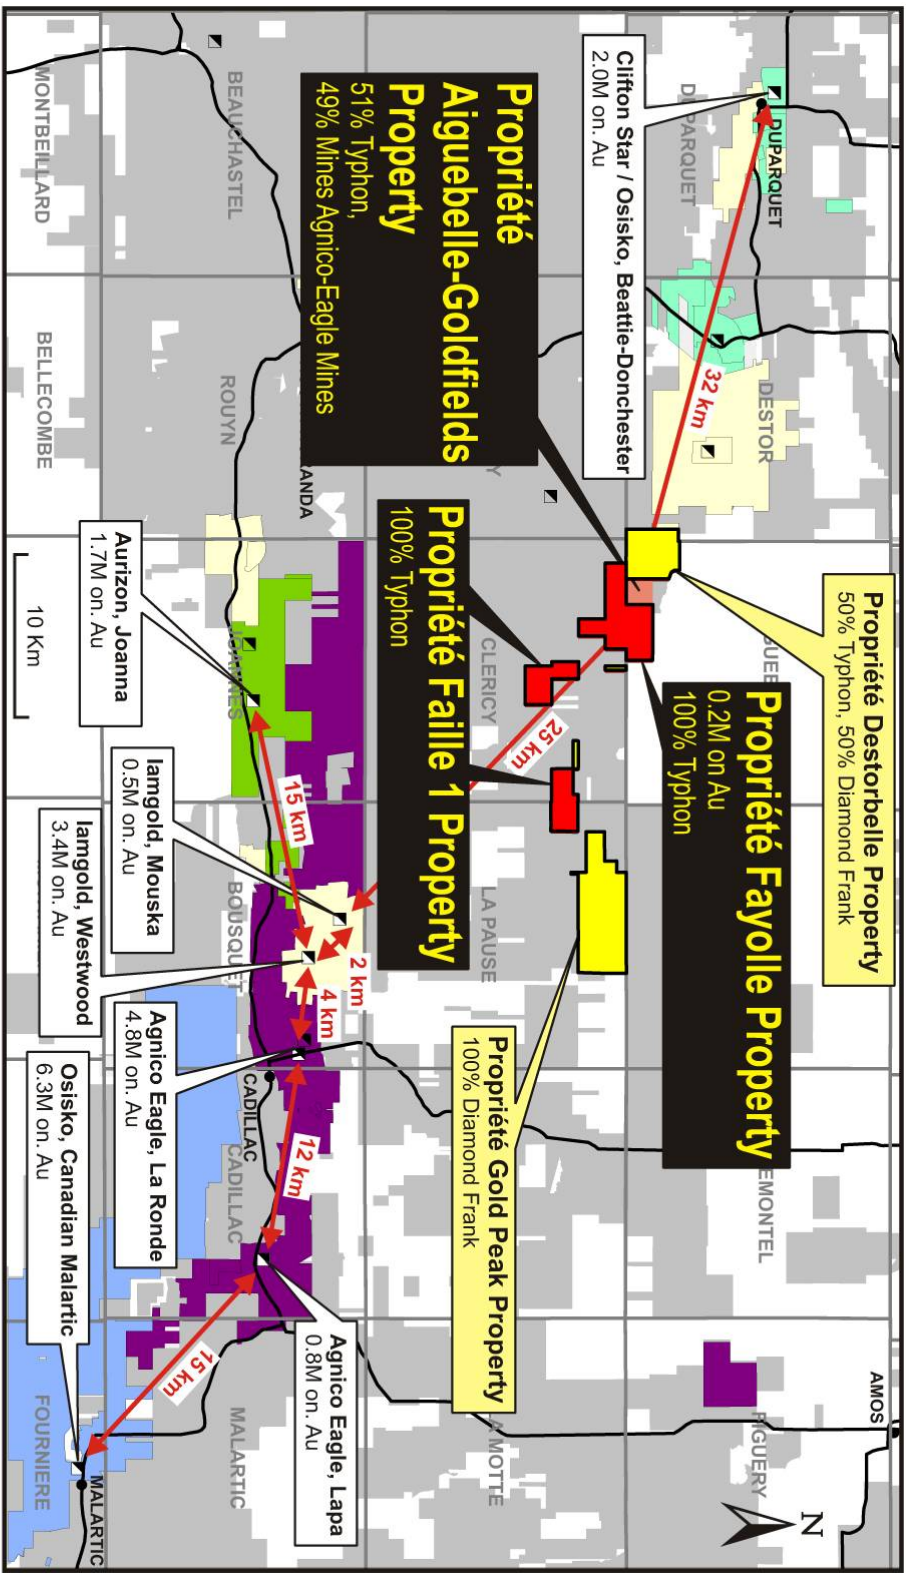 AMOS
N
Propriété Destorbelle Property
50% Typhon, 50% Diamond Frank
DUPARQUET
DESTOR
EMONTEL
IGUERY
Propriété Fayolle Property
0.2M on Au
100% Typhon
PARQUET
32 km
Clifton Star / Osisko, Beattie-Donchester
2.0M on. Au
Propriété
Aiguebelle-Goldfields
Property
51% Typhon,
49% Mines Agnico-Eagle Mines
CLERICY
LA PAUSE
A MOTTE
Propriété Gold Peak Property
100% Diamond Frank
25 km
Propriété Faille 1 Property
100% Typhon
2 km
4 km
ANDA
15 km
12 km
Agnico Eagle, Lapa
0.8M on. Au
BEAUCHASTEL
ROUYN
BOUSQUET
CADILLAC
CADILLAC
MALARTIC
15 km
Aurizon, Joanna
1.7M on. Au
Iamgold, Mouska
0.5M on. Au
Iamgold, Westwood
3.4M on. Au
Agnico Eagle, La Ronde
4.8M on. Au
Osisko, Canadian Malartic
6.3M on. Au
MALARTIC
MONTBEILLARD
BELLECOMBE
10 Km
FOURNIERE